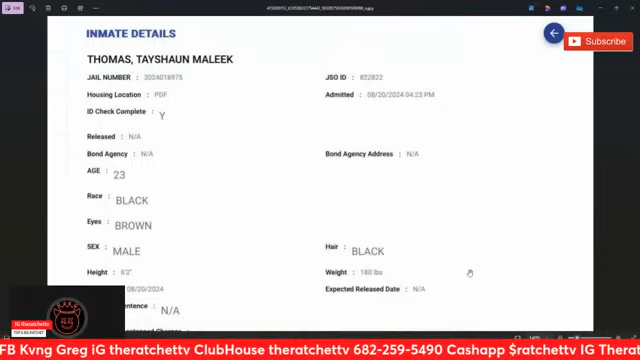 Edit
INMATE DETAILS
Subscribe
THOMAS, TAYSHAUN MALEEK
JAIL NUMBER : 2024018975 JSO ID : 822822
Housing Location : PDF Admitted : 08/20/2024 04:23 PM
ID Check Complete : Y
Released : N/A
Bond Agency : N/A Bond Agency Address : N/A
AGE : 23
Race : BLACK
Eyes : BROWN
SEX : MALE Hair : BLACK
Height : 6'2" Weight : 180 lbs
08/20/2024 Expected Released Date : N/A
entence : N/A
IG theratchettv
FB Kvng Greg iG theratchettv ClubHouse theratchettv 682-259-5490 Cashapp $ratchettv IG Therat